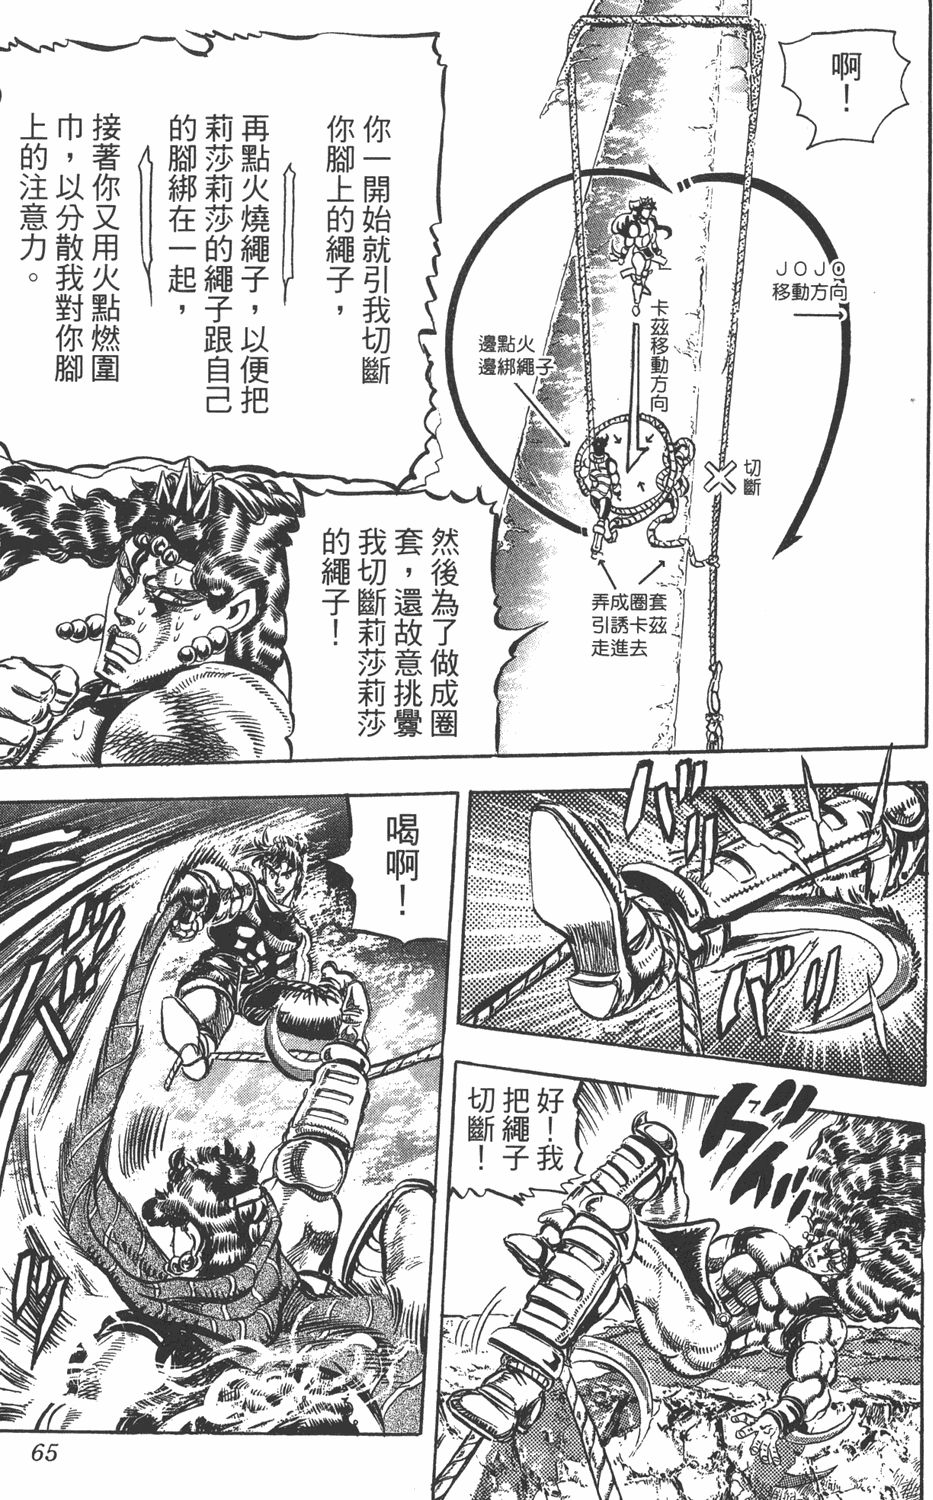 啊！
ＪＯＪＯ
移動方向
卡茲移動方向
邊點火
邊綁繩子
切斷
弄成圈套
引誘卡茲
走進去
你一開始就引我切斷
你腳上的繩子，
再點火燒繩子，以便把
莉莎莉莎的繩子跟自己
的腳綁在一起，
接著你又用火點燃圍
巾，以分散我對你腳
上的注意力。
然後為了做成圈
套，還故意挑釁
我切斷莉莎莉莎
的繩子！
好！我
把繩子
切斷！
喝啊！
65